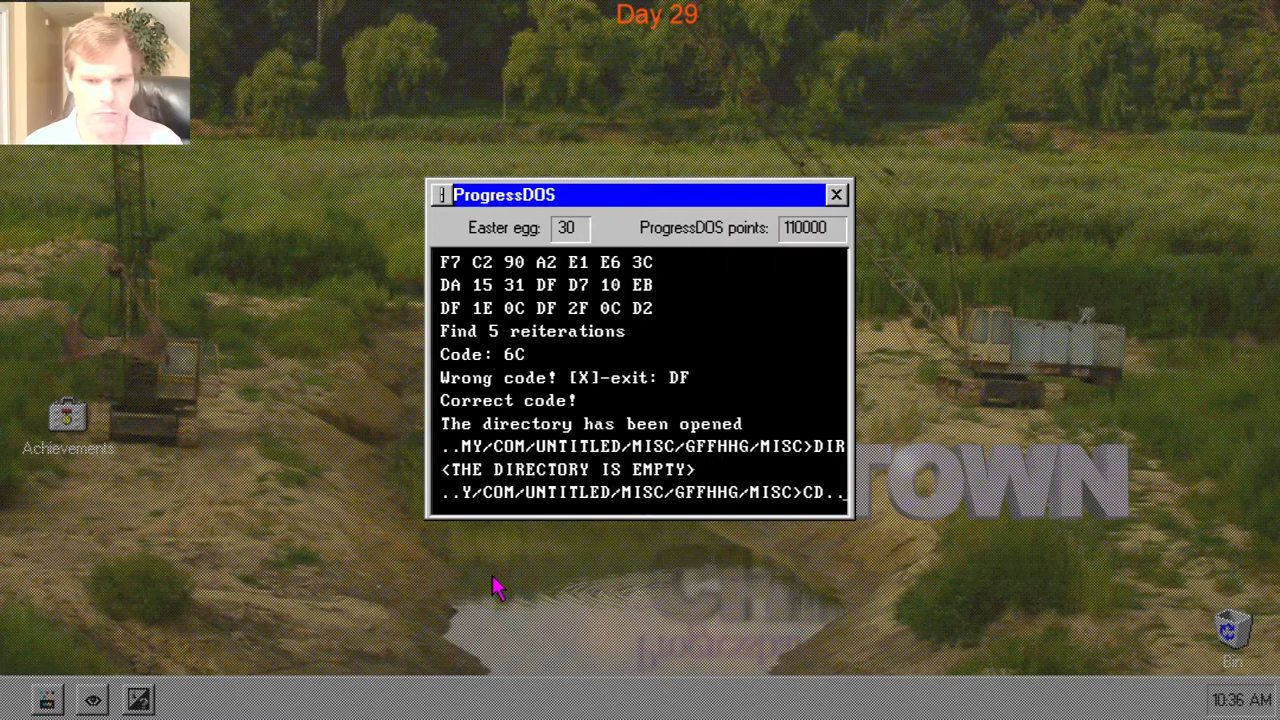 Day 29
ProgressDOS
Easter egg: 30 ProgressDOS points: 110000
F7 C2 90 A2 E1 E6 3C
DA 15 31 DF D7 10 EB
DF 1E 0C DF 2F 0C D2
Find 5 reiterations
Code: 6C
Wrong code! [X]-exit: DF
Correct code!
The directory has been opened
..MY/COM/UNTITLED/MISC/GFFHHG/MISC>DIR
<THE DIRECTORY IS EMPTY>
..Y/COM/UNTITLED/MISC/GFFHHG/MISC>CD.._
Achievements
TOWN
Bin
10:36 AM